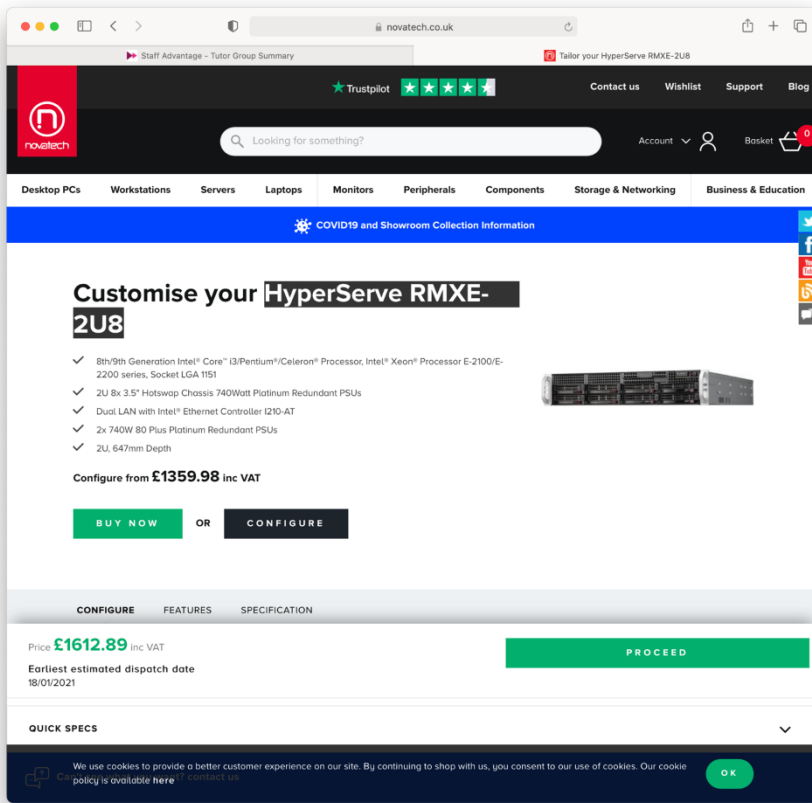 novatech.co.uk
Staff Advantage - Tutor Group Summary
Tailor your HyperServe RMXE-2U8
Trustpilot
Contact us Wishlist Support Blog
novatech
Looking for something?
Account
Basket
0
Desktop PCs Workstations Servers Laptops Monitors Peripherals Components Storage & Networking Business & Education
COVID19 and Showroom Collection Information
You
Customise your HyperServe RMXE-
2U8
8th/9th Generation Intel® Core™ i3/Pentium®/Celeron® Processor, Intel® Xeon® Processor E-2100/E-
2200 series, Socket LGA 1151
2U 8x 3.5" Hotswap Chassis 740Watt Platinum Redundant PSUs
Dual LAN with Intel® Ethernet Controller I210-AT
2x 740W 80 Plus Platinum Redundant PSUs
2U, 647mm Depth
Configure from £1359.98 inc VAT
BUY NOW OR CONFIGURE
CONFIGURE FEATURES SPECIFICATION
Price £1612.89 inc VAT
PROCEED
Earliest estimated dispatch date
18/01/2021
QUICK SPECS
We use cookies to provide a better customer experience on our site. By continuing to shop with us, you consent to our use of cookies. Our cookie
policy is available here
OK
contact us